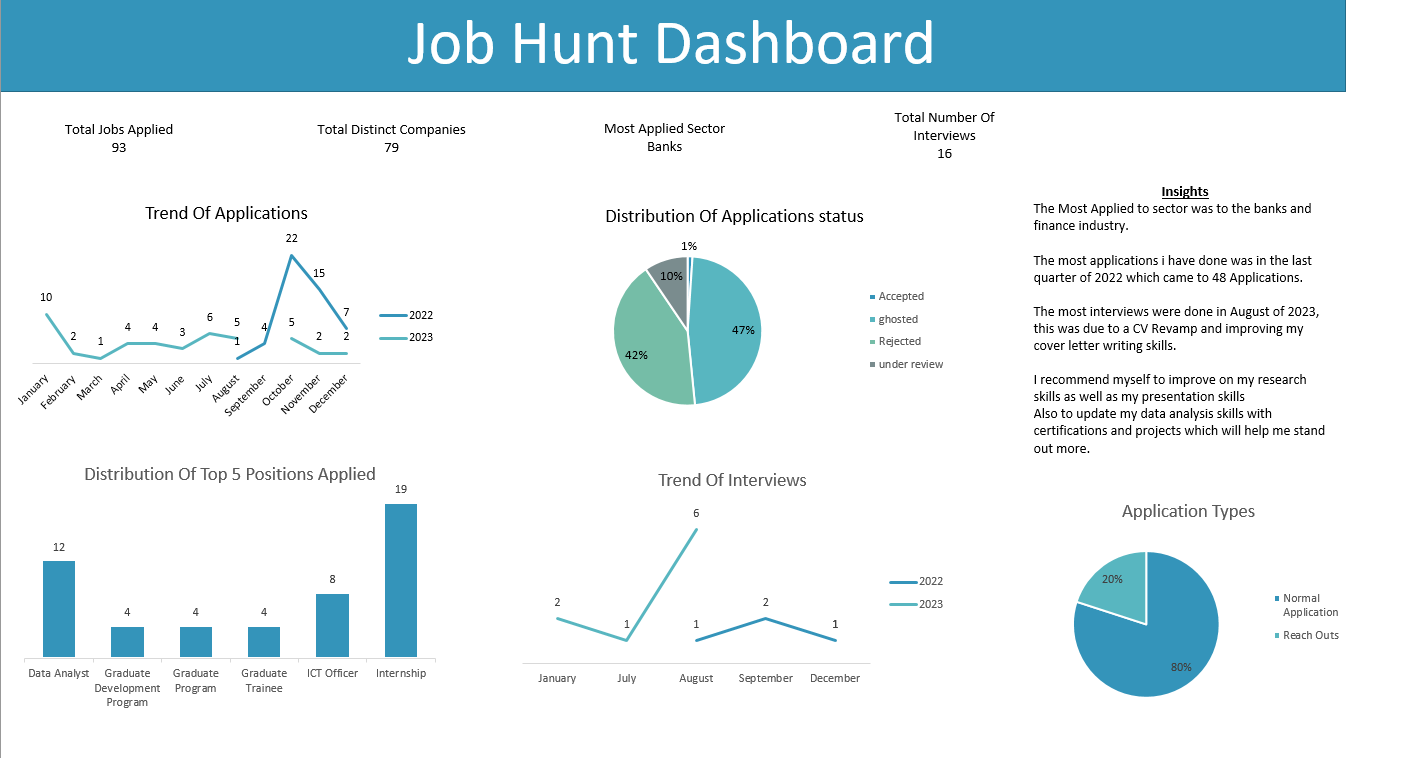 Job Hunt Dashboard
Total Jobs Applied
93
Total Distinct Companies
79
Most Applied Sector
Banks
Total Number Of
Interviews
16
Trend Of Applications
22
15
10
7
6
5
5
4
4
4
3
2
2
2
1
1
2022
2023
January
February
March
April
May
June
July
August
September
October
November
December
Distribution Of Applications status
1%
10%
47%
42%
Accepted
ghosted
Rejected
under review
Insights
The Most Applied to sector was to the banks and
finance industry.
The most applications i have done was in the last
quarter of 2022 which came to 48 Applications.
The most interviews were done in August of 2023,
this was due to a CV Revamp and improving my
cover letter writing skills.
I recommend myself to improve on my research
skills as well as my presentation skills
Also to update my data analysis skills with
certifications and projects which will help me stand
out more.
Distribution Of Top 5 Positions Applied
12
4
4
4
8
19
Data Analyst
Graduate
Development
Program
Graduate
Program
Graduate
Trainee
ICT Officer
Internship
Trend Of Interviews
6
2
1
1
2
1
2022
2023
January
July
August
September
December
Application Types
20%
80%
Normal
Application
Reach Outs